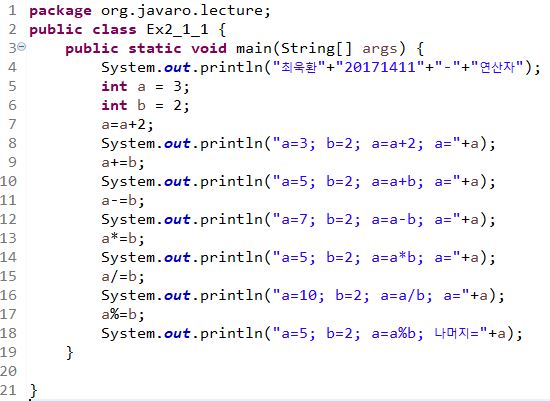 1 package org.javaro.lecture;
2 public class Ex2_1_1 {
3 public static void main(String[] args) {
4 System.out.println("최욱환"+"20171411"+"-"+"연산자");
5 int a = 3;
6 int b = 2;
7 a=a+2;
8 System.out.println("a=3; b=2; a=a+2; a="+a);
9 a+=b;
10 System.out.println("a=5; b=2; a=a+b; a="+a);
11 a-=b;
12 System.out.println("a=7; b=2; a=a-b; a="+a);
13 a*=b;
14 System.out.println("a=5; b=2; a=a*b; a="+a);
15 a/=b;
16 System.out.println("a=10; b=2; a=a/b; a="+a);
17 a%=b;
18 System.out.println("a=5; b=2; a=a%b; 나머지="+a);
19 }
20
21 }